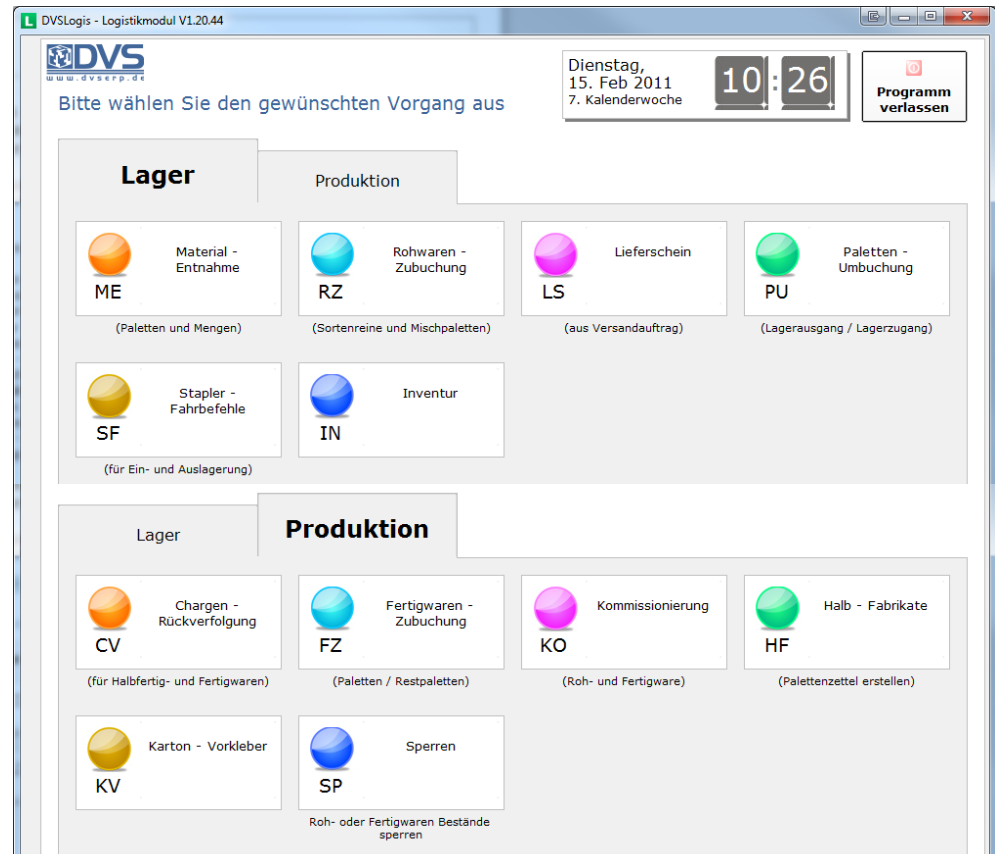 DVSLogis - Logistikmodul V1.20.44
DVS
www.dvserp.de
Bitte wählen Sie den gewünschten Vorgang aus
Dienstag,
15. Feb 2011
7. Kalenderwoche
10:26
Programm
verlassen
Lager
Produktion
Material -
Entnahme
ME
(Paletten und Mengen)
Rohwaren -
Zubuchung
RZ
(Sortenreine und Mischpaletten)
Lieferschein
LS
(aus Versandauftrag)
Paletten -
Umbuchung
PU
(Lagerausgang / Lagerzugang)
Stapler -
Fahrbefehle
SF
(für Ein- und Auslagerung)
Inventur
IN
Lager
Produktion
Chargen -
Rückverfolgung
CV
(für Halbfertig- und Fertigwaren)
Fertigwaren -
Zubuchung
FZ
(Paletten / Restpaletten)
Kommissionierung
KO
(Roh- und Fertigware)
Halb - Fabrikate
HF
(Palettenzettel erstellen)
Karton - Vorkleber
KV
Sperren
SP
Roh- oder Fertigwaren Bestände
sperren